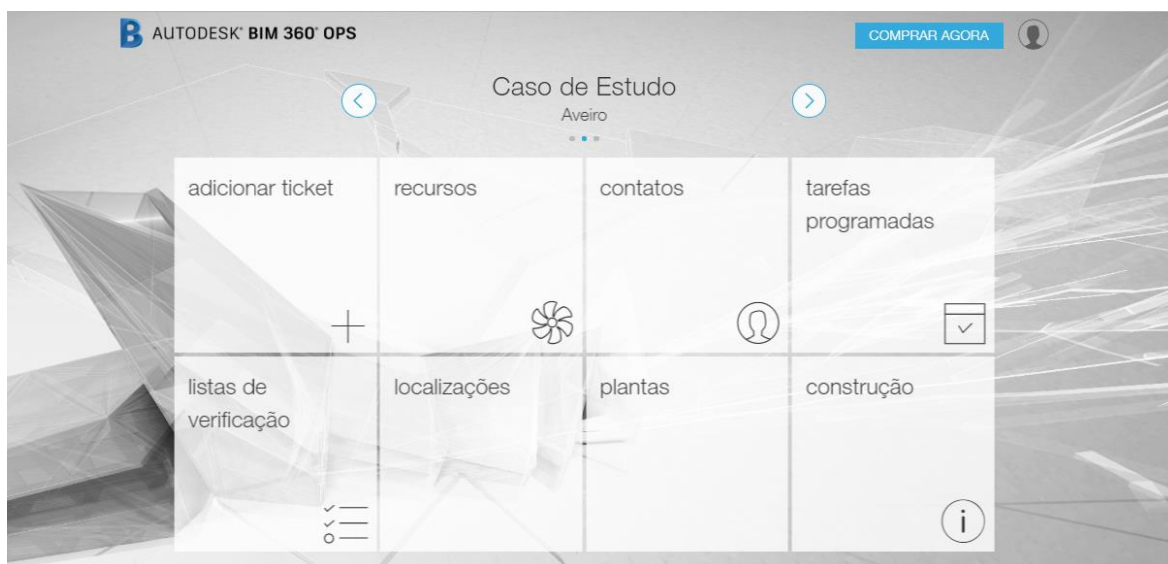 AUTODESK® BIM 360® OPS
COMPRAR AGORA
Caso de Estudo
Aveiro
adicionar ticket
recursos
contatos
tarefas
programadas
listas de
verificação
localizações
plantas
construção